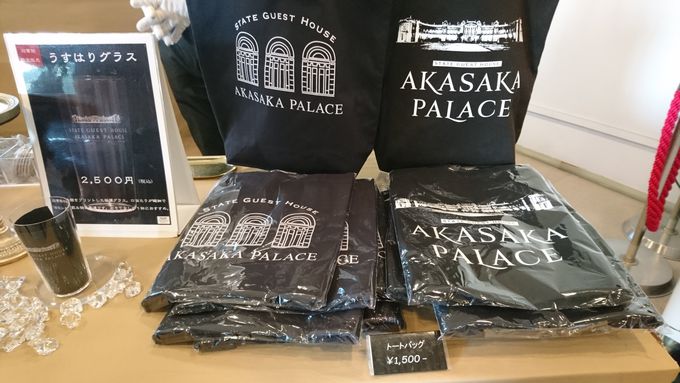 うすはりグラス
STATE GUEST HOUSE
AKASAKA PALACE
2,500円(税込)
STATE GUEST HOUSE
AKASAKA PALACE
STATE GUEST HOUSE
AKASAKA
PALACE
STATE GUEST HOUSE
AKASAKA PALACE
AKASAKA
PALACE
トートバッグ
¥1,500-